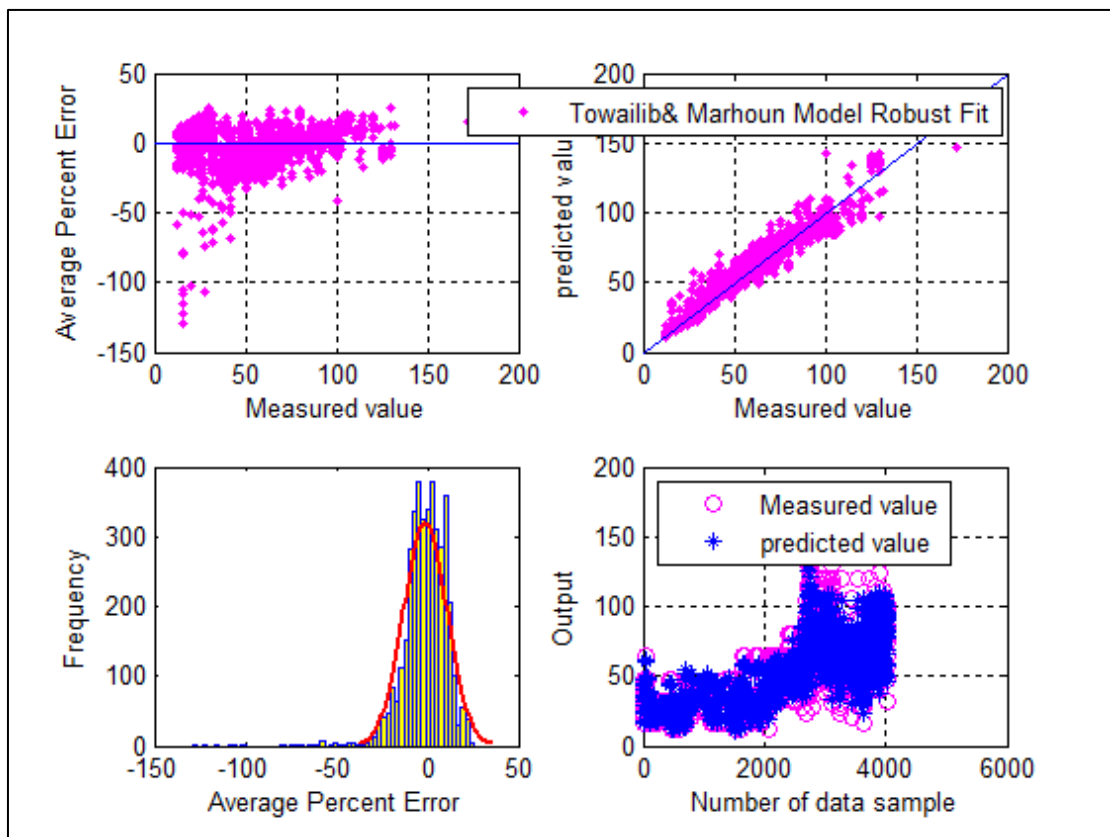 50
0
-50
-100
-150
0 50 100 150 200
Average Percent Error
Measured value
200
150
100
50
0
0 50 100 150 200
predicted value
Measured value
Towailib& Marhoun Model Robust Fit
400
300
200
100
0
-150 -100 -50 0 50
Frequency
Average Percent Error
200
150
100
50
0
0 2000 4000 6000
Output
Number of data sample
Measured value
predicted value